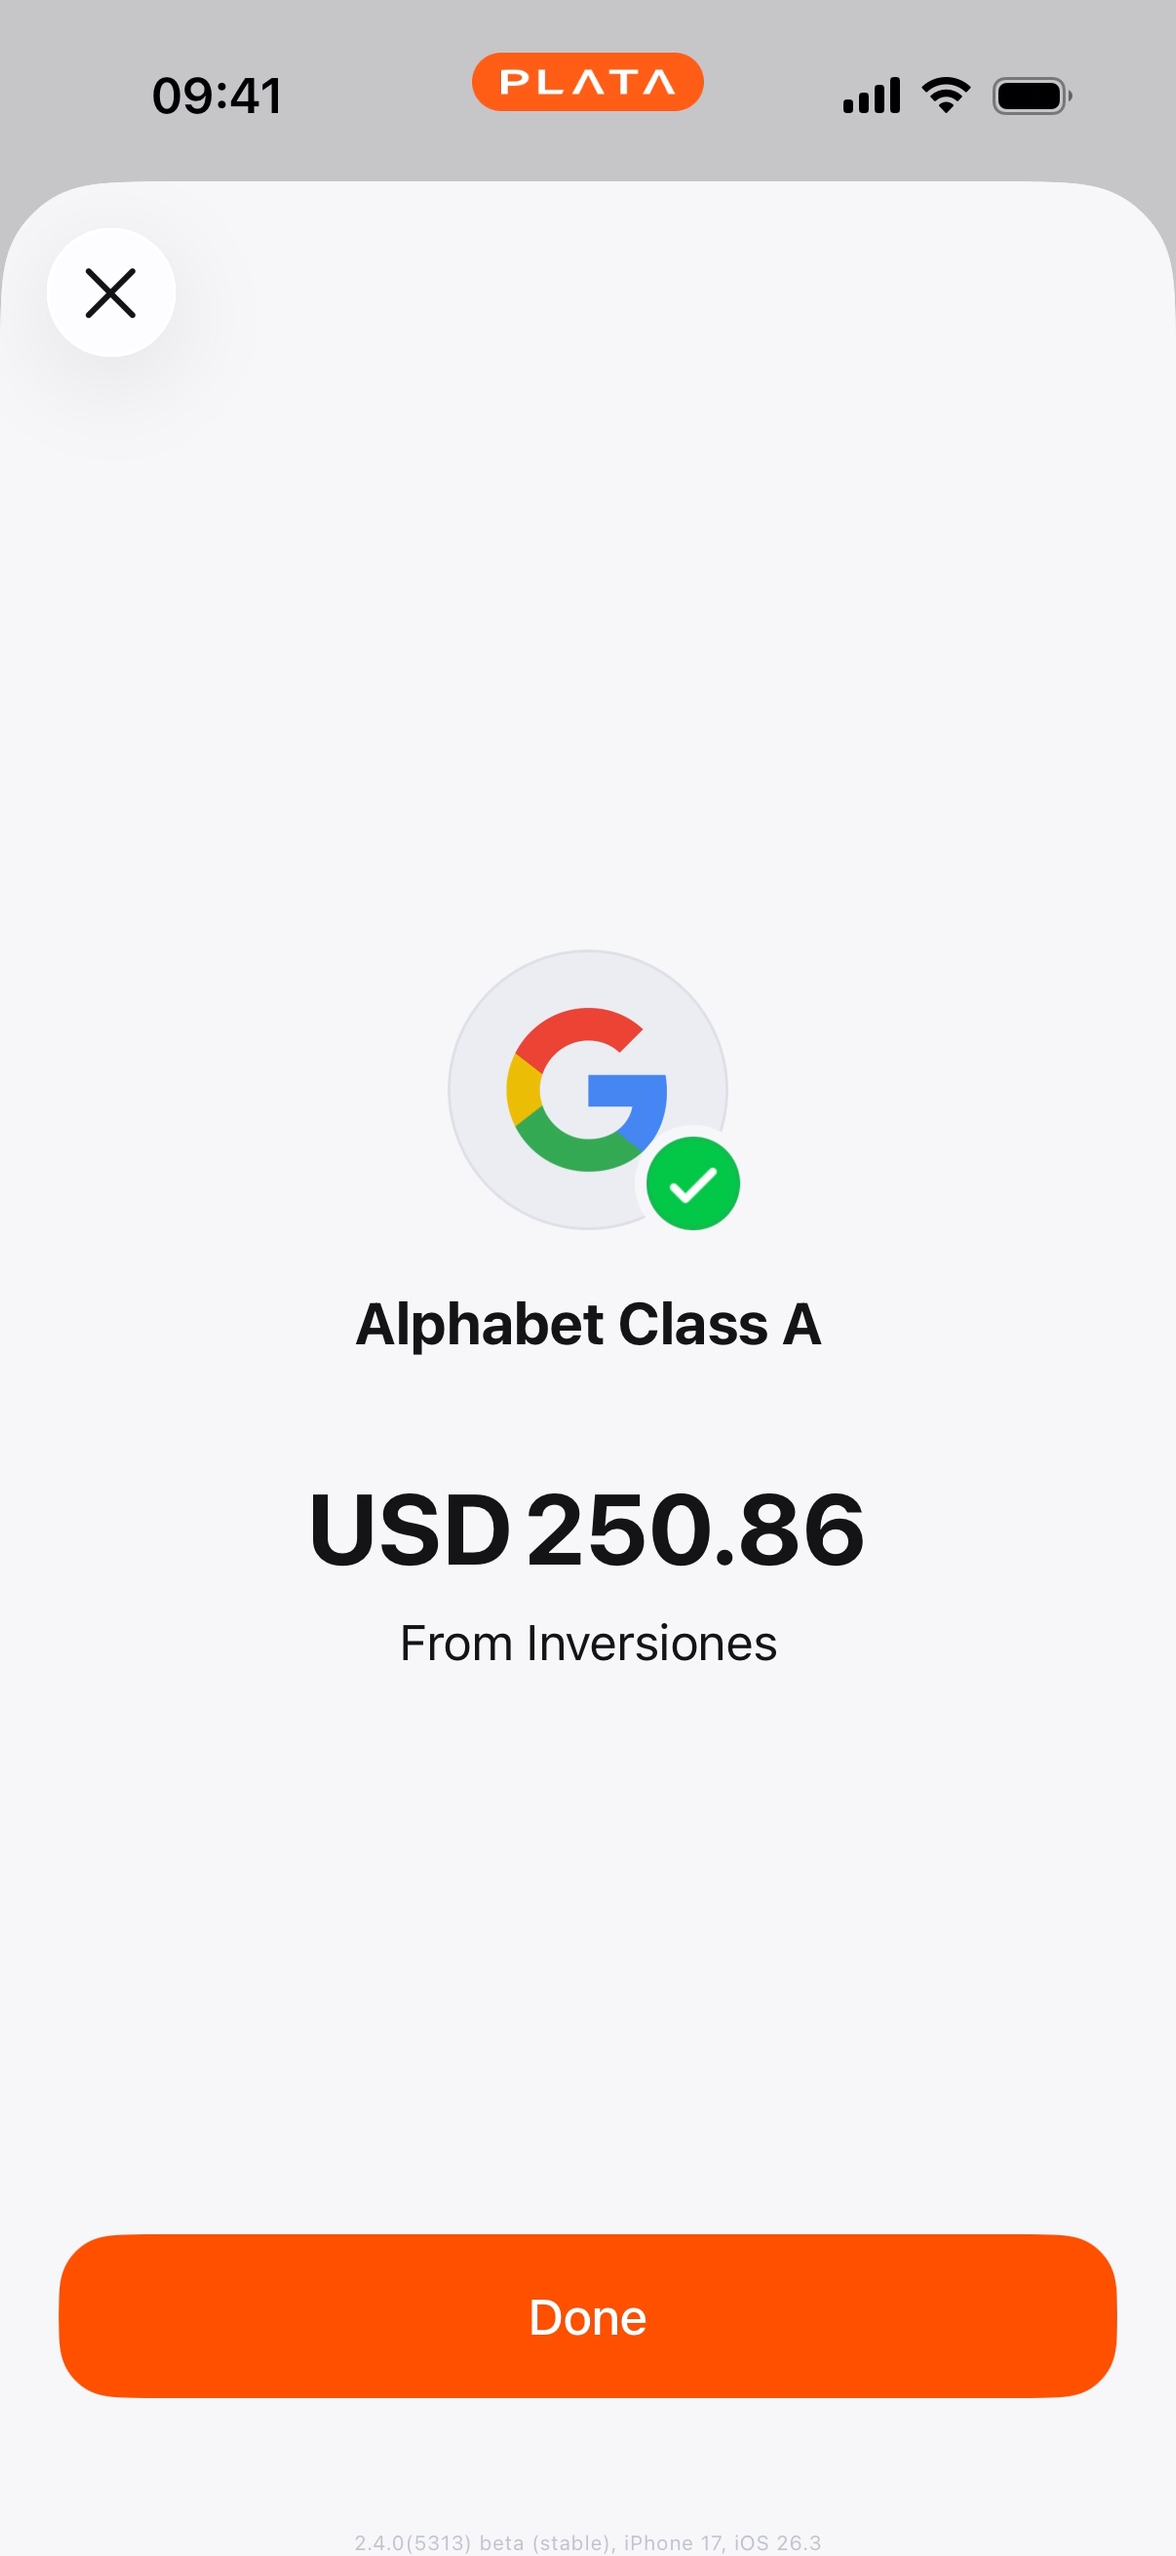 09:41
PLATA
Alphabet Class A
USD 250.86
From Inversiones
Done
2.4.0(5313) beta (stable), iPhone 17, iOS 26.3